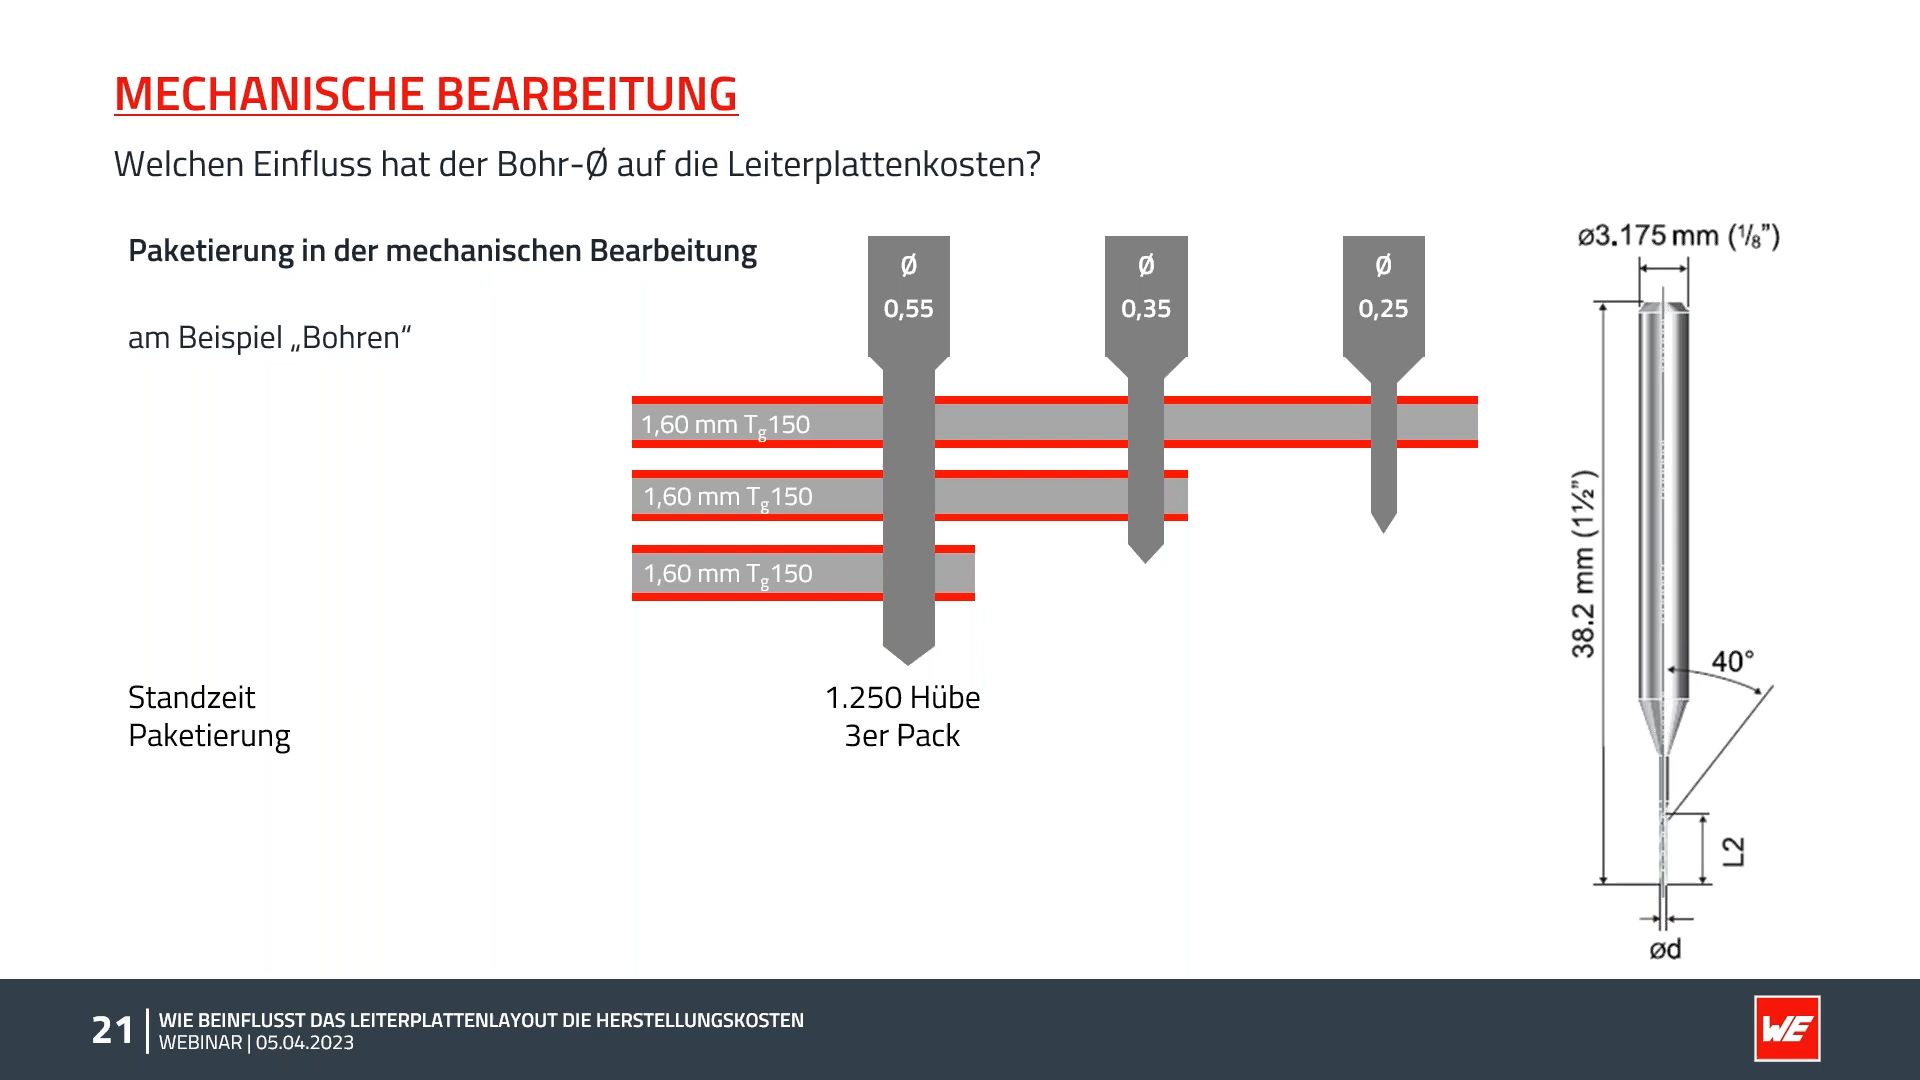 MECHANISCHE BEARBEITUNG
Welchen Einfluss hat der Bohr-Ø auf die Leiterplattenkosten?
Paketierung in der mechanischen Bearbeitung
am Beispiel „Bohren“
Ø
0,55
Ø
0,35
Ø
0,25
1,60 mm Tg150
1,60 mm Tg150
1,60 mm Tg150
Standzeit
Paketierung
1.250 Hübe
3er Pack
ø3.175 mm (1/8”)
38.2 mm (1½”)
40°
L2
ød
21
WIE BEINFLUSST DAS LEITERPLATTENLAYOUT DIE HERSTELLUNGSKOSTEN
WEBINAR | 05.04.2023
WE